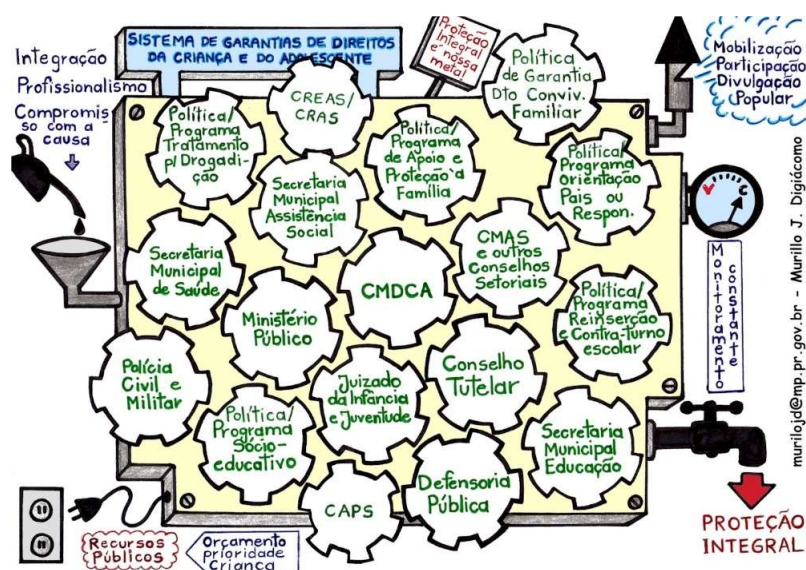 SISTEMA DE GARANTIAS DE DIREITOS
DA CRIANÇA E DO ADOLESCENTE
Integração
Profissionalismo
Compromis
so com a
causa
Proteção
Integral
é nossa
meta!
Política
de Garantia
Dto Conviv.
Familiar
Mobilização
Participação
Divulgação
Popular
Política/
Programa
Tratamento
p/ Drogadi-
ção
CREAS/
CRAS
Política/
Programa
de Apoio e
Proteção à
Família
Política/
Programa
Orientação
Pais ou
Respon.
Secretaria
Municipal
Assistência
Social
Secretaria
Municipal
de Saúde
CMDCA
CMAS
e outros
Conselhos
Setoriais
Ministério
Público
Política/
Programa
Reinserção
e Contra-Turno
escolar
Monitoramento
constante
Polícia
Civil e
Militar
Juizado
da Infância
e Juventude
Conselho
Tutelar
Política/
Programa
Sócio-
educativo
CAPS
Defensoria
Pública
Secretaria
Municipal
Educação
Recursos
Públicos
Orçamento
prioridade
Criança
PROTEÇÃO
INTEGRAL
murilojd@mp.pr.gov.br - Murillo J. Digiácomo